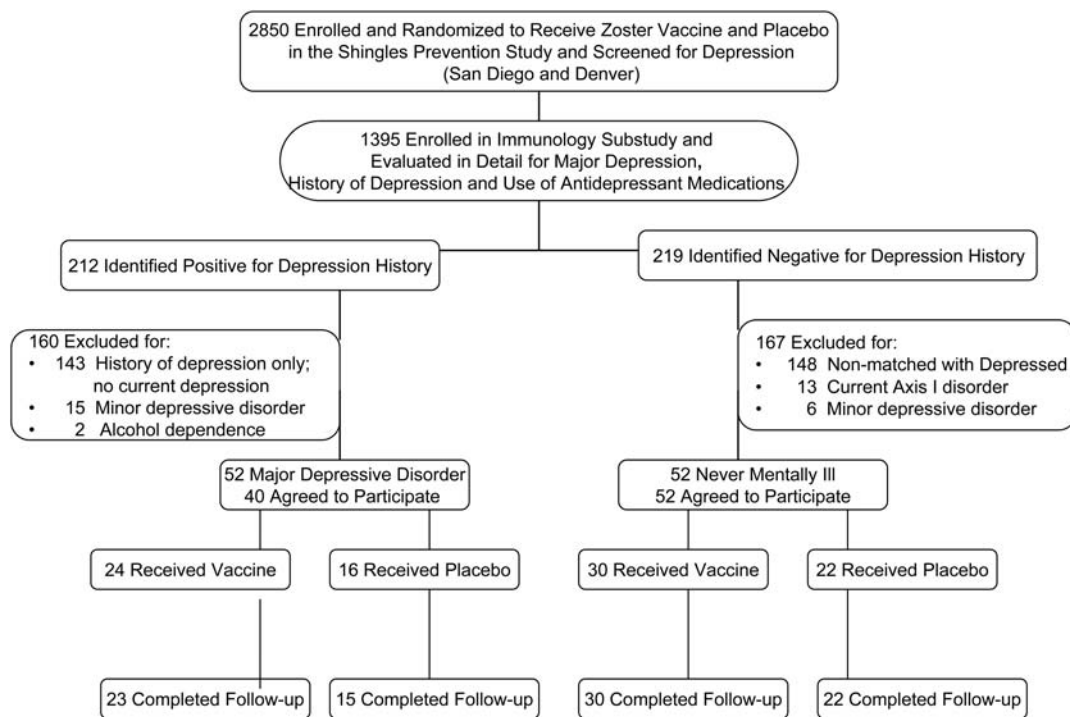 2850 Enrolled and Randomized to Receive Zoster Vaccine and Placebo
in the Shingles Prevention Study and Screened for Depression
(San Diego and Denver)
1395 Enrolled in Immunology Substudy and
Evaluated in Detail for Major Depression,
History of Depression and Use of Antidepressant Medications
212 Identified Positive for Depression History
219 Identified Negative for Depression History
160 Excluded for:
• 143 History of depression only;
no current depression
• 15 Minor depressive disorder
• 2 Alcohol dependence
167 Excluded for:
• 148 Non-matched with Depressed
• 13 Current Axis I disorder
• 6 Minor depressive disorder
52 Major Depressive Disorder
40 Agreed to Participate
52 Never Mentally Ill
52 Agreed to Participate
24 Received Vaccine
16 Received Placebo
30 Received Vaccine
22 Received Placebo
23 Completed Follow-up
15 Completed Follow-up
30 Completed Follow-up
22 Completed Follow-up